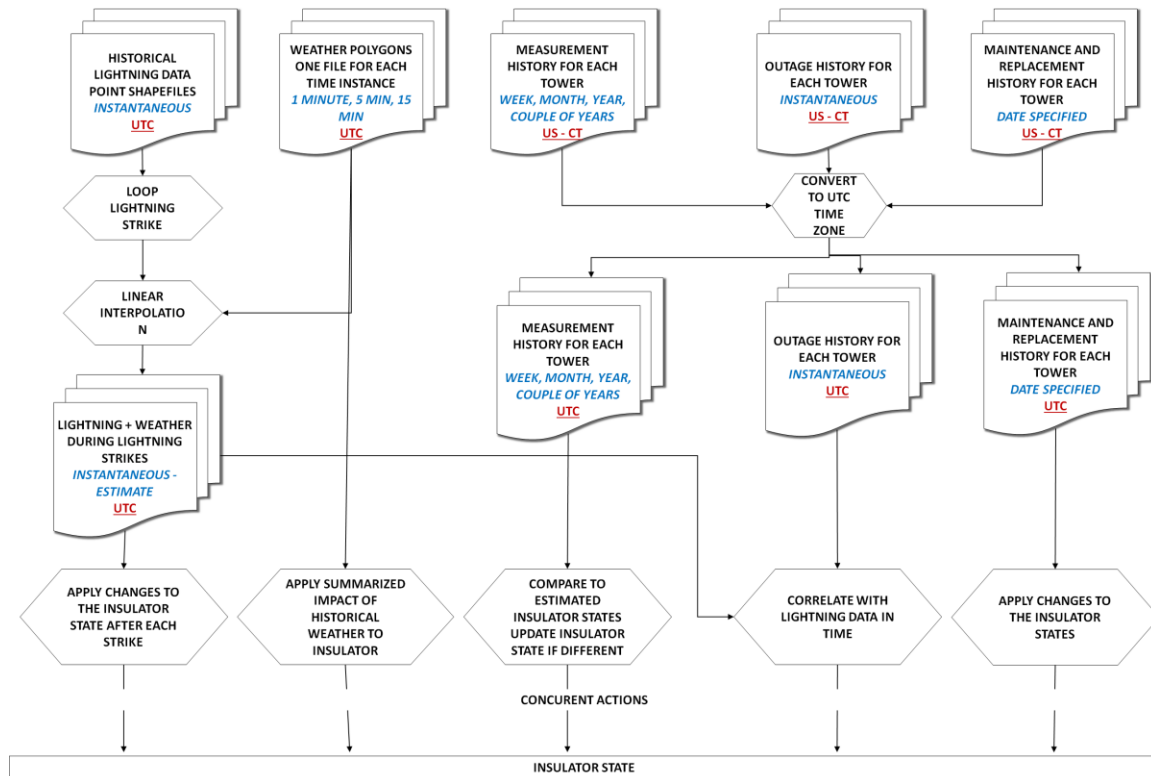 HISTORICAL
LIGHTNING DATA
POINT SHAPEFILES
INSTANTANEOUS
UTC
WEATHER POLYGONS
ONE FILE FOR EACH
TIME INSTANCE
1 MINUTE, 5 MIN, 15
MIN
UTC
MEASUREMENT
HISTORY FOR EACH
TOWER
WEEK, MONTH, YEAR,
COUPLE OF YEARS
US - CT
OUTAGE HISTORY FOR
EACH TOWER
INSTANTANEOUS
US - CT
MAINTENANCE AND
REPLACEMENT
HISTORY FOR EACH
TOWER
DATE SPECIFIED
US - CT
LOOP
LIGHTNING
STRIKE
CONVERT
TO UTC
TIME
ZONE
LINEAR
INTERPOLATIO
N
MEASUREMENT
HISTORY FOR EACH
TOWER
WEEK, MONTH, YEAR,
COUPLE OF YEARS
UTC
OUTAGE HISTORY FOR
EACH TOWER
INSTANTANEOUS
UTC
MAINTENANCE AND
REPLACEMENT
HISTORY FOR EACH
TOWER
DATE SPECIFIED
UTC
LIGHTNING + WEATHER
DURING LIGHTNING
STRIKES
INSTANTANEOUS -
ESTIMATE
UTC
APPLY CHANGES TO
THE INSULATOR
STATE AFTER EACH
STRIKE
APPLY SUMMARIZED
IMPACT OF
HISTORICAL
WEATHER TO
INSULATOR
COMPARE TO
ESTIMATED
INSULATOR STATES
UPDATE INSULATOR
STATE IF DIFFERENT
CORRELATE WITH
LIGHTNING DATA IN
TIME
APPLY CHANGES TO
THE INSULATOR
STATES
CONCURENT ACTIONS
INSULATOR STATE